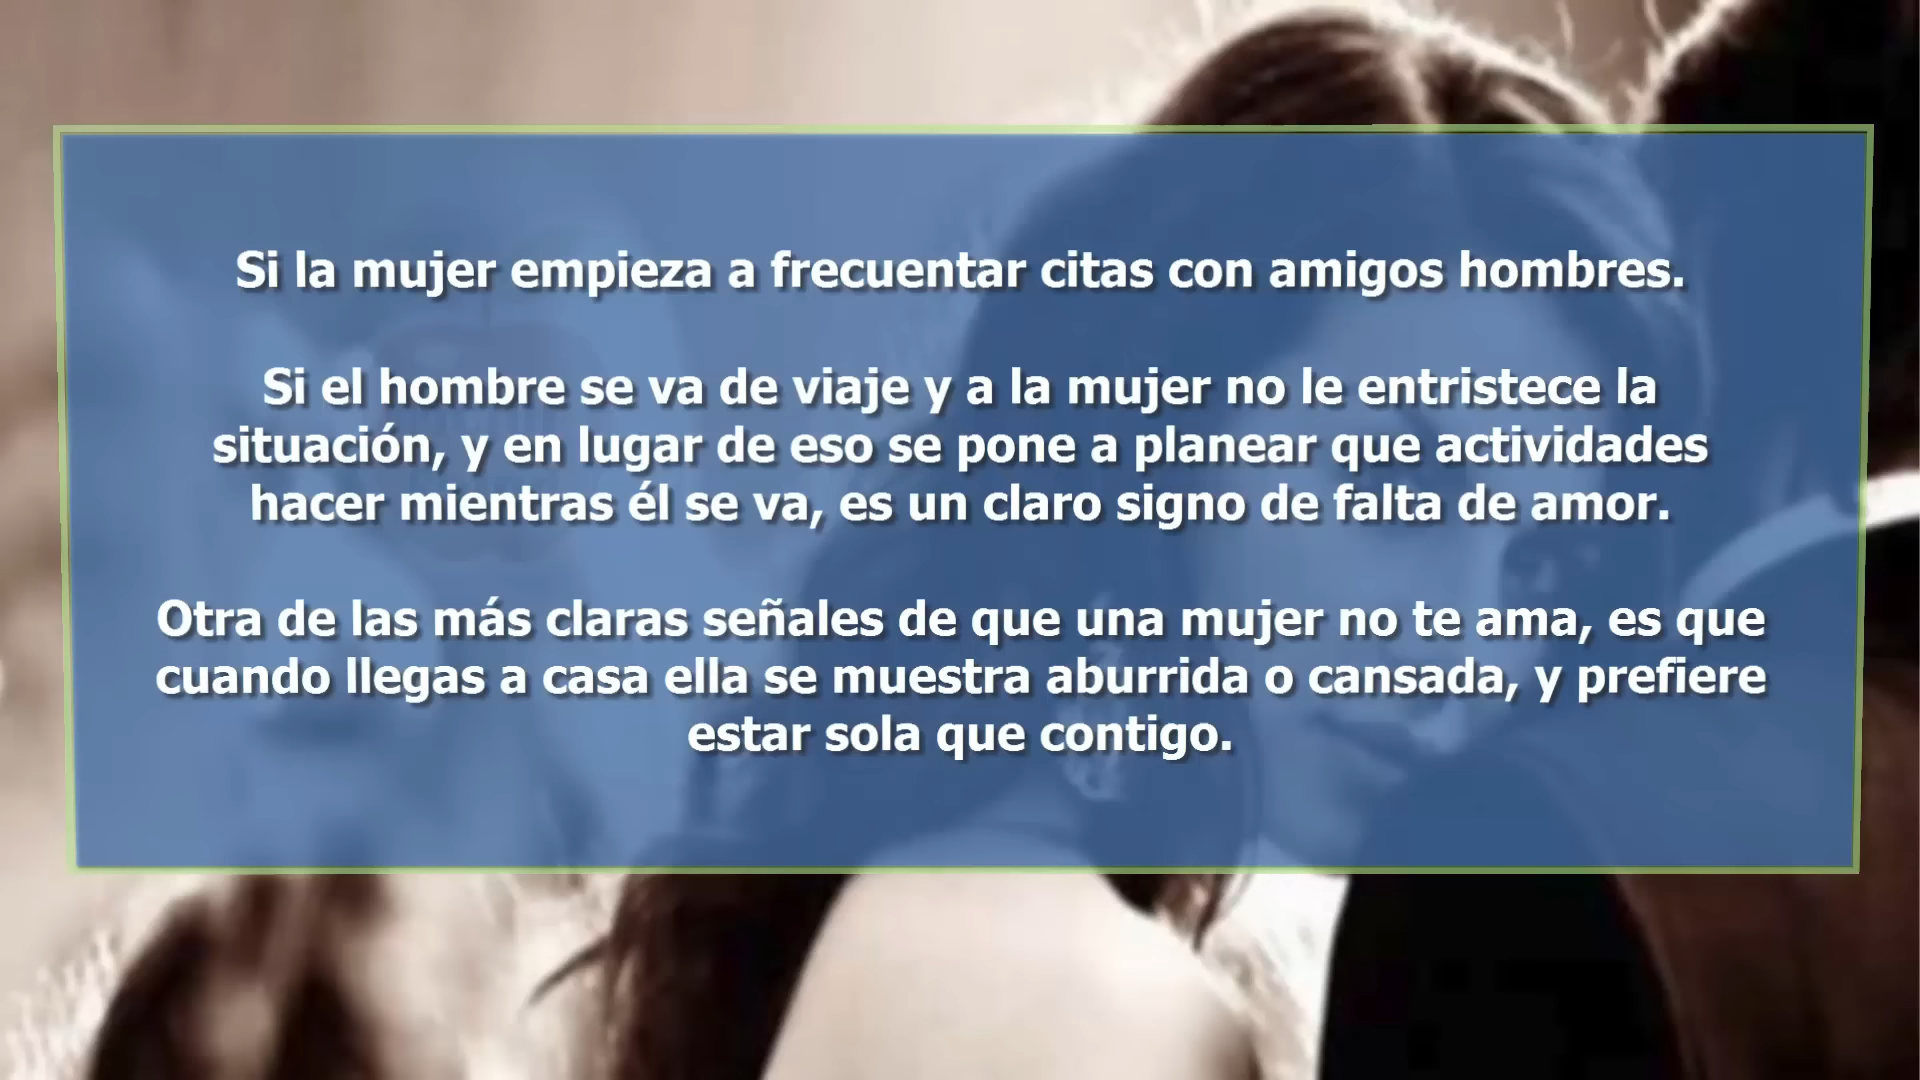 Si la mujer empieza a frecuentar citas con amigos hombres.
Si el hombre se va de viaje y a la mujer no le entristece la
situación, y en lugar de eso se pone a planear que actividades
hacer mientras él se va, es un claro signo de falta de amor.
Otra de las más claras señales de que una mujer no te ama, es que
cuando llegas a casa ella se muestra aburrida o cansada, y prefiere
estar sola que contigo.